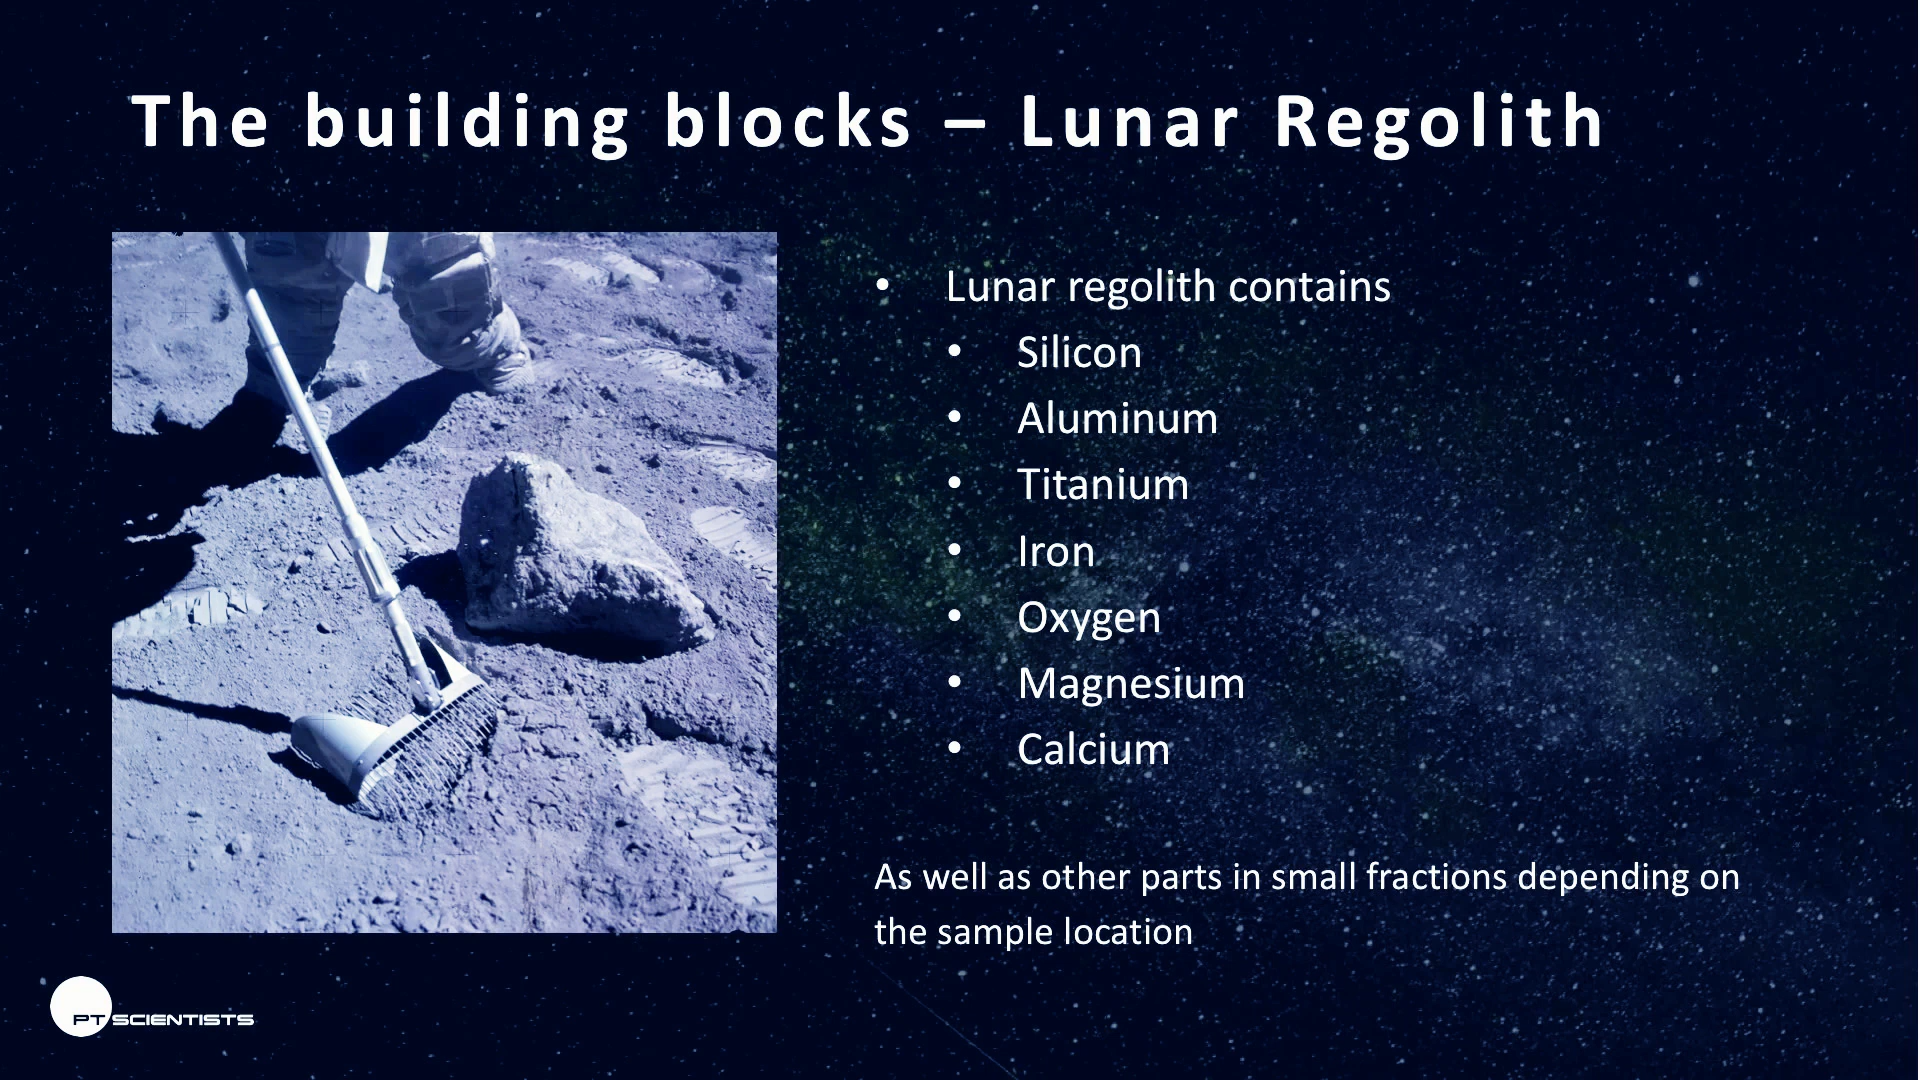 The building blocks – Lunar Regolith
• Lunar regolith contains
• Silicon
• Aluminum
• Titanium
• Iron
• Oxygen
• Magnesium
• Calcium
As well as other parts in small fractions depending on
the sample location
PT SCIENTISTS